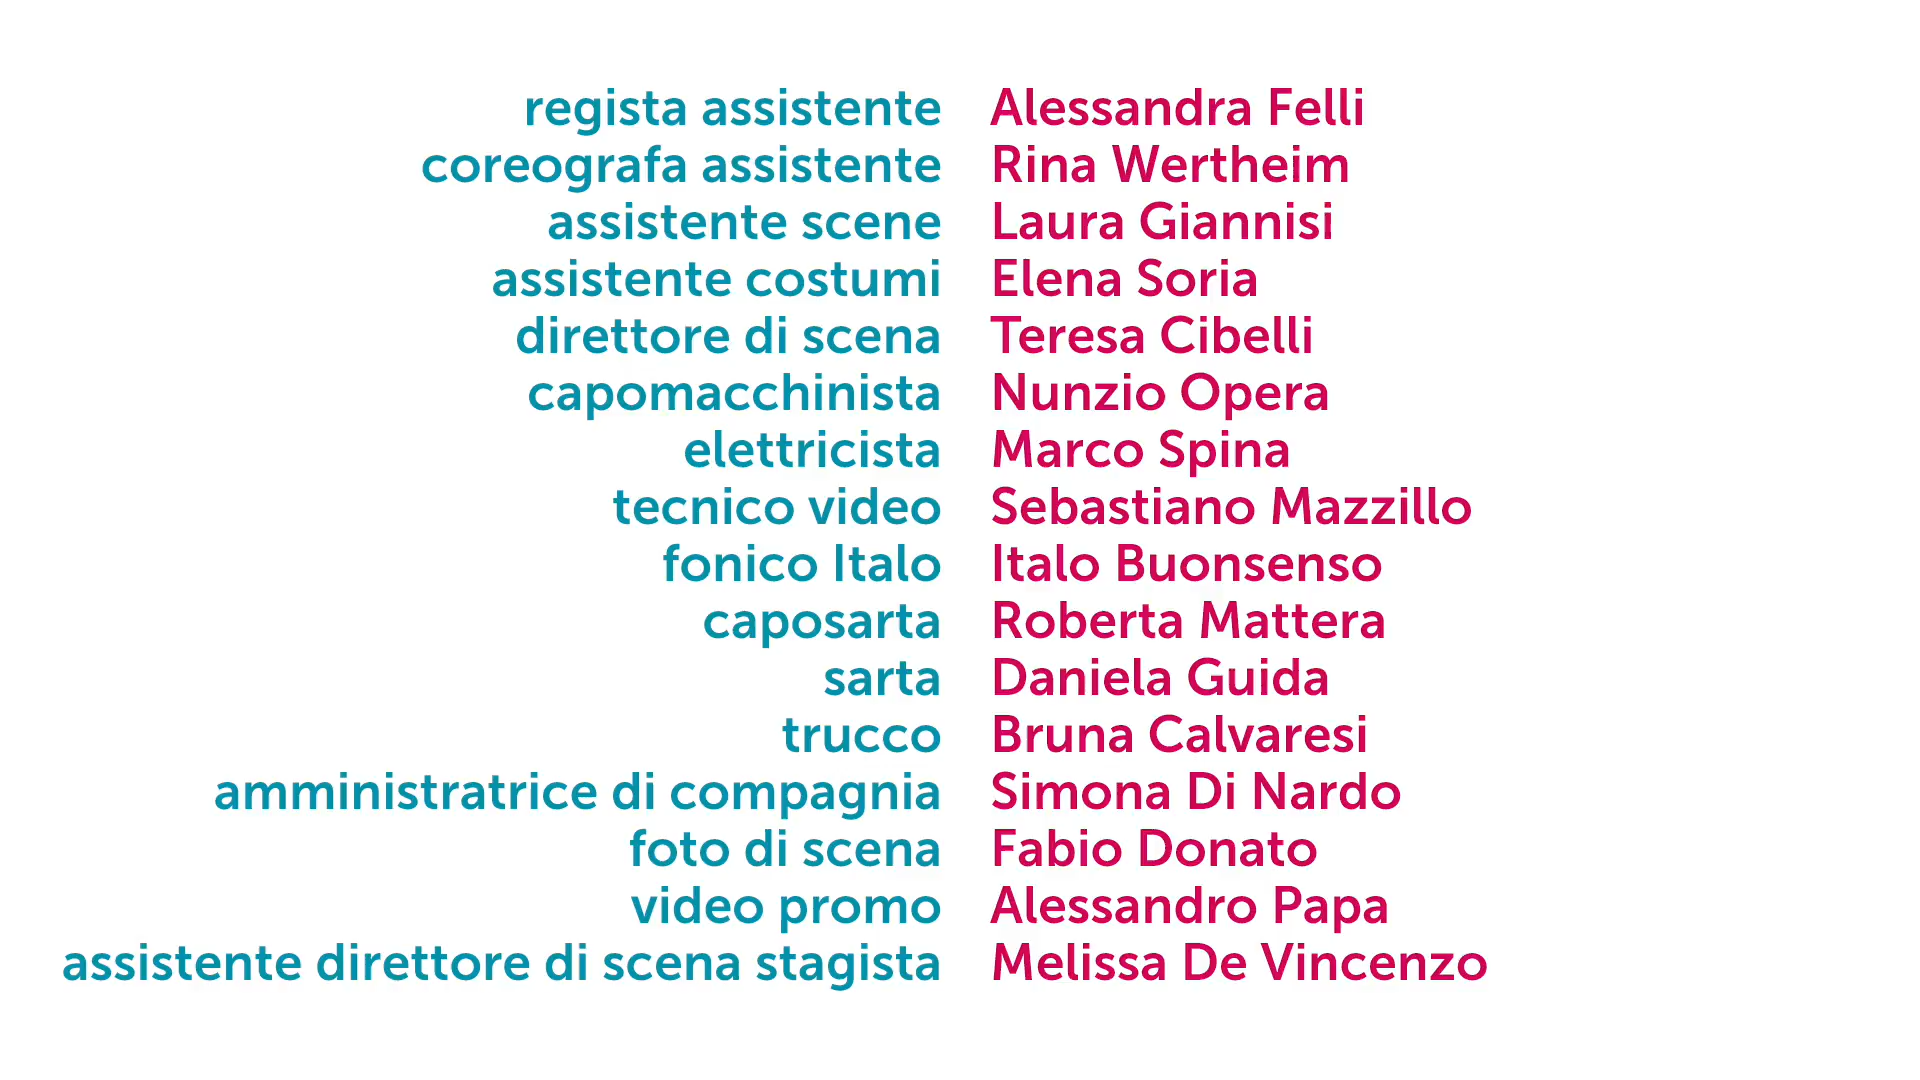 regista assistente Alessandra Felli
coreografa assistente Rina Wertheim
assistente scene Laura Giannisi
assistente costumi Elena Soria
direttore di scena Teresa Cibelli
capomacchinista Nunzio Opera
elettricista Marco Spina
tecnico video Sebastiano Mazzillo
fonico Italo Italo Buonsenso
caposarta Roberta Mattera
sarta Daniela Guida
trucco Bruna Calvaresi
amministratrice di compagnia Simona Di Nardo
foto di scena Fabio Donato
video promo Alessandro Papa
assistente direttore di scena stagista Melissa De Vincenzo